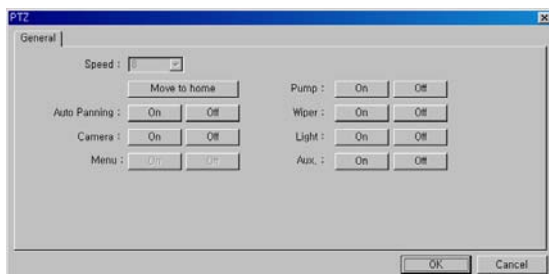 PTZ
General
Speed : 8
Move to home
Pump : On Off
Auto Panning : On Off
Wiper : On Off
Camera : On Off
Light : On Off
Menu : On Off
Aux. : On Off
OK Cancel